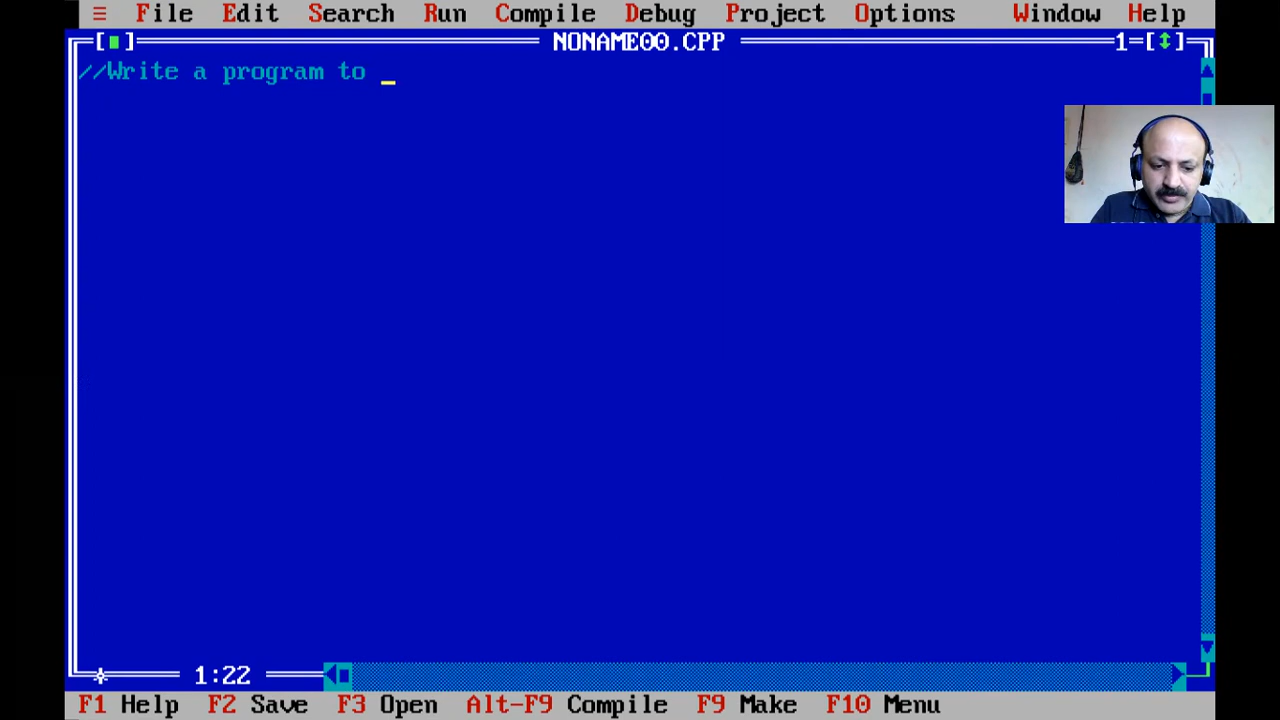 ≡ File Edit Search Run Compile Debug Project Options Window Help
[■] NONAME00.CPP 1=[↕]
//Write a program to _
1:22
F1 Help F2 Save F3 Open Alt-F9 Compile F9 Make F10 Menu